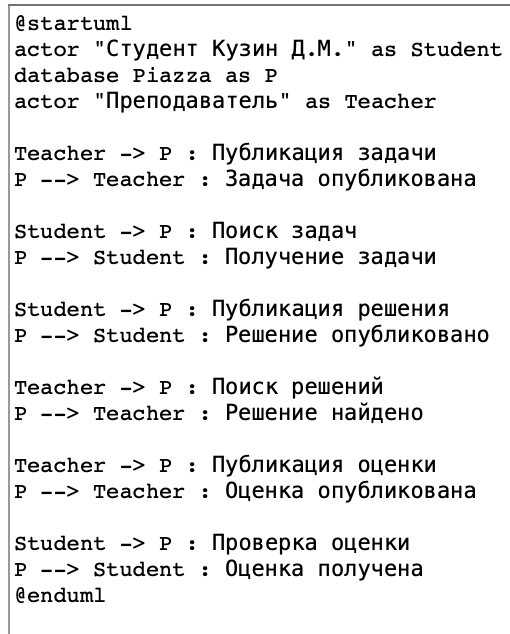 @startuml
actor "Студент Кузин Д.М." as Student
database Piazza as P
actor "Преподаватель" as Teacher
Teacher -> P : Публикация задачи
P --> Teacher : Задача опубликована
Student -> P : Поиск задач
P --> Student : Получение задачи
Student -> P : Публикация решения
P --> Student : Решение опубликовано
Teacher -> P : Поиск решений
P --> Teacher : Решение найдено
Teacher -> P : Публикация оценки
P --> Teacher : Оценка опубликована
Student -> P : Проверка оценки
P --> Student : Оценка получена
@enduml